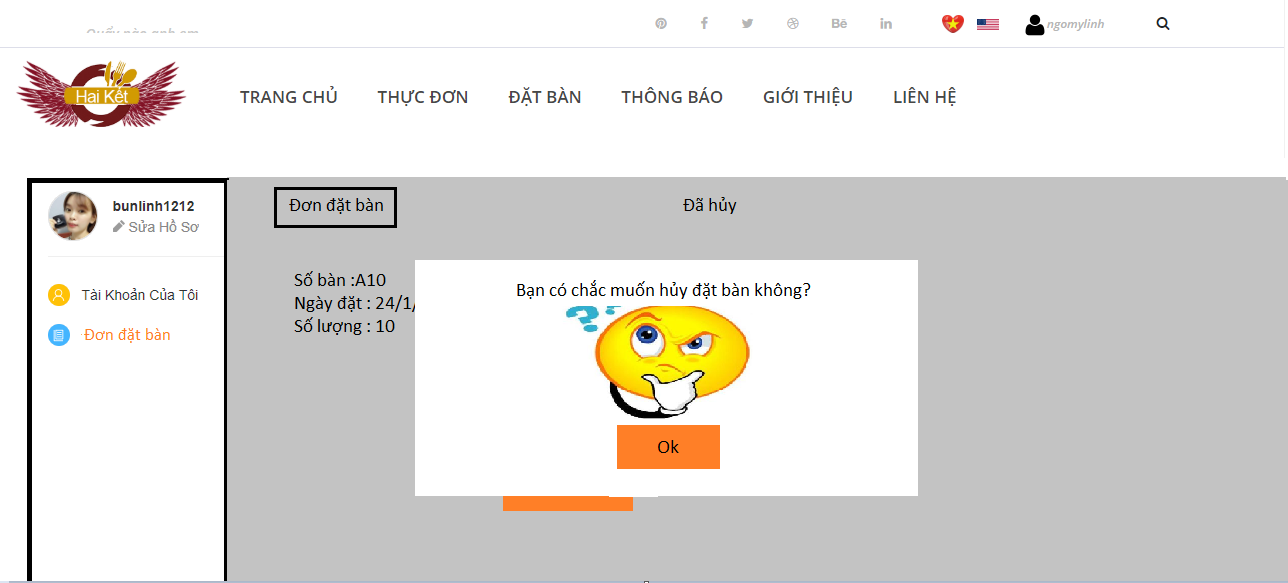 ngomylinh
Hai Kết
TRANG CHỦ THỰC ĐƠN ĐẶT BÀN THÔNG BÁO GIỚI THIỆU LIÊN HỆ
bunlinh1212
Sửa Hồ Sơ
Tài Khoản Của Tôi
Đơn đặt bàn
Đơn đặt bàn Đã hủy
Số bàn :A10
Ngày đặt : 24/1/
Số lượng : 10
Bạn có chắc muốn hủy đặt bàn không?
Ok